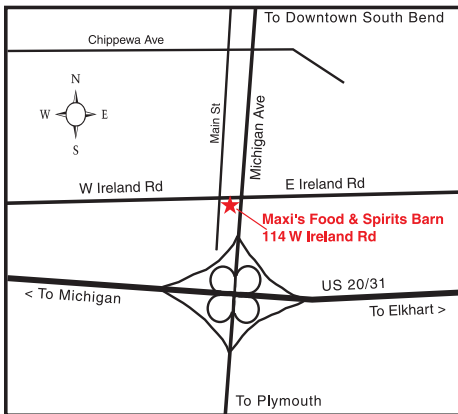 To Downtown South Bend
Chippewa Ave
N
W E
S
Main St
Michigan Ave
W Ireland Rd
E Ireland Rd
Maxi's Food & Spirits Barn
114 W Ireland Rd
US 20/31
< To Michigan
To Elkhart >
To Plymouth